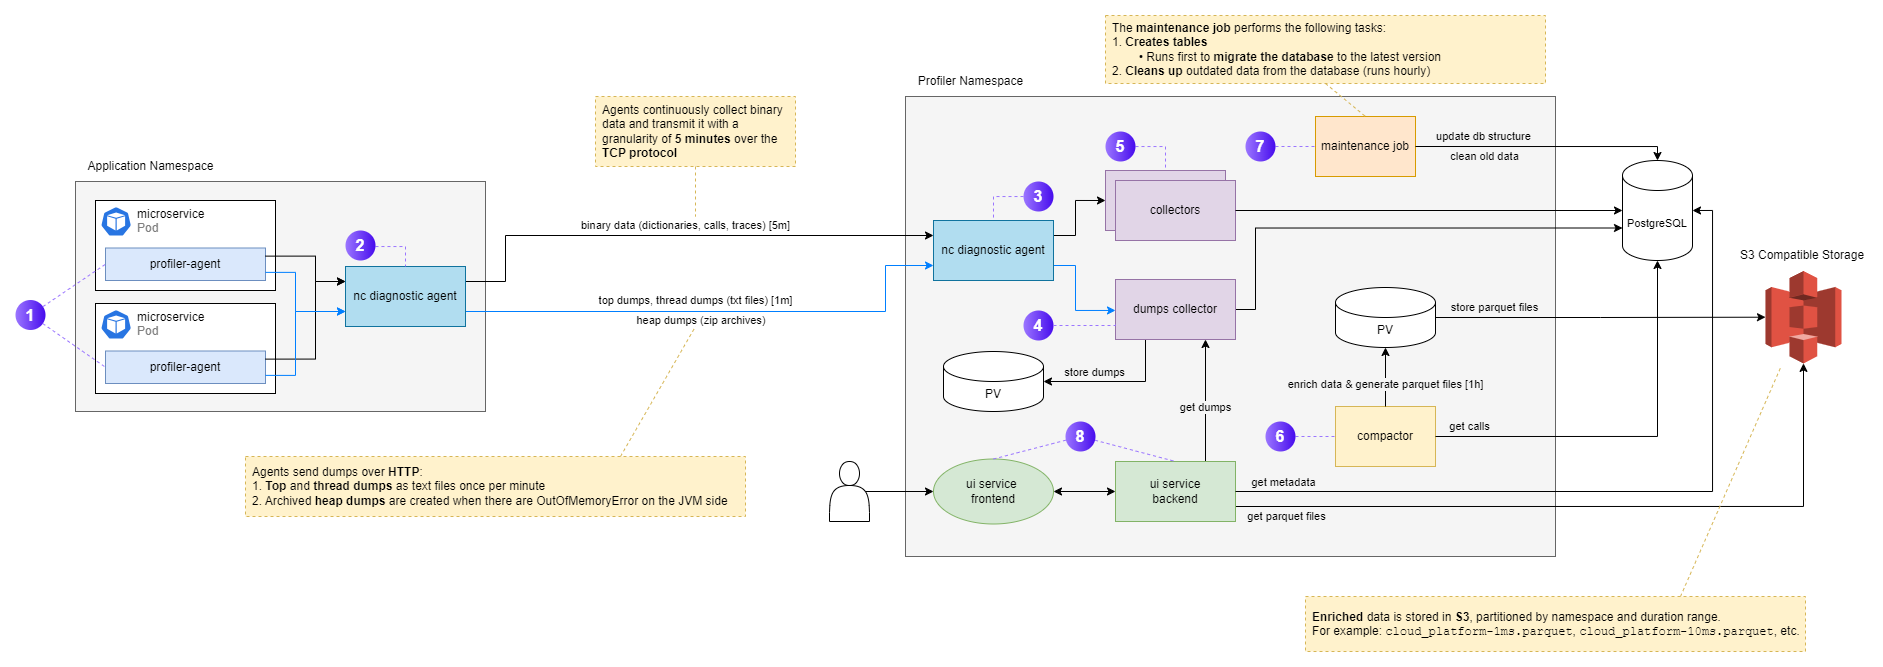 The maintenance job performs the following tasks:
1. Creates tables
• Runs first to migrate the database to the latest version
2. Cleans up outdated data from the database (runs hourly)
Profiler Namespace
Agents continuously collect binary
data and transmit it with a
granularity of 5 minutes over the
TCP protocol
Application Namespace
microservice
Pod
profiler-agent
microservice
Pod
profiler-agent
1
2
nc diagnostic agent
binary data (dictionaries, calls, traces) [5m]
top dumps, thread dumps (txt files) [1m]
heap dumps (zip archives)
3
nc diagnostic agent
5
collectors
7
maintenance job
update db structure
clean old data
PostgreSQL
S3 Compatible Storage
4
dumps collector
store dumps
PV
PV
store parquet files
enrich data & generate parquet files [1h]
get dumps
6
compactor
get calls
8
ui service
frontend
ui service
backend
get metadata
get parquet files
Agents send dumps over HTTP:
1. Top and thread dumps as text files once per minute
2. Archived heap dumps are created when there are OutOfMemoryError on the JVM side
Enriched data is stored in S3, partitioned by namespace and duration range.
For example: cloud_platform-1ms.parquet, cloud_platform-10ms.parquet, etc.